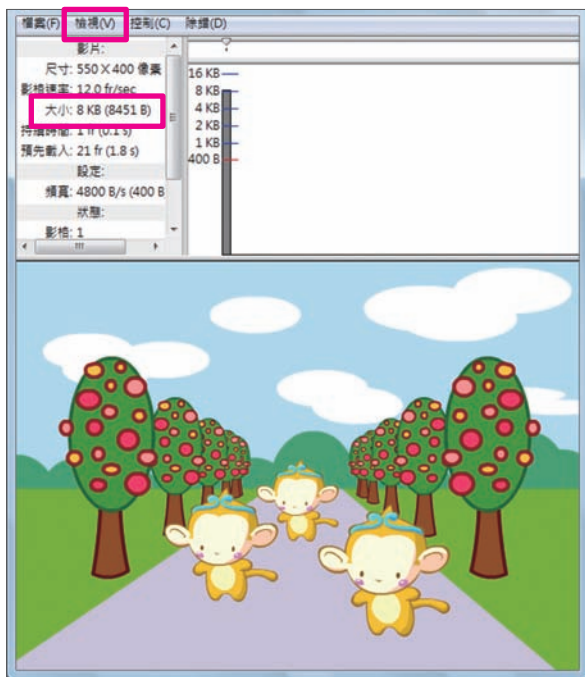 檔案(F) 檢視(V) 控制(C) 除錯(D)
影片:
尺寸: 550 X 400 像素
影格速率: 12.0 fr/sec
大小: 8 KB (8451 B)
持續時間: 1 fr (0.1 s)
預先載入: 21 fr (1.8 s)
設定:
頻寬: 4800 B/s (400 B
狀態:
影格: 1
16 KB
8 KB
4 KB
2 KB
1 KB
400 B